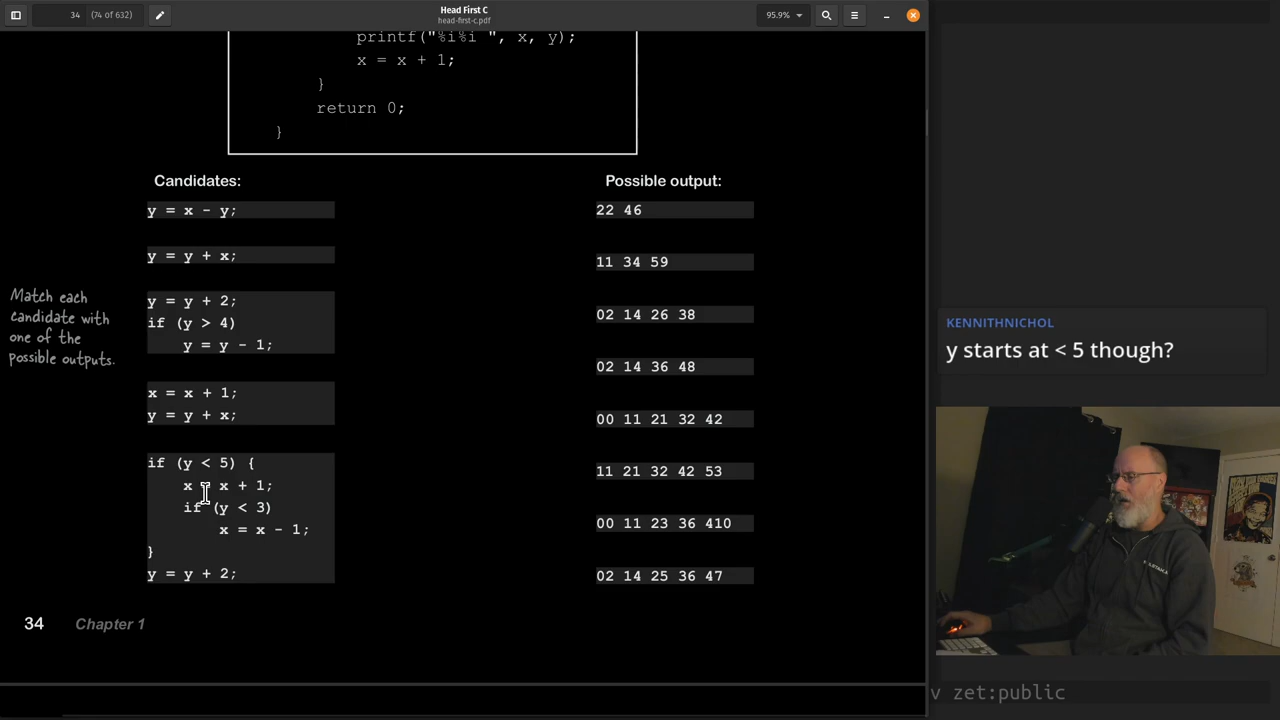 34
(74 of 632)
Head First C
head-first-c.pdf
95.9%
printf("%i%i ", x, y);
x = x + 1;
}
return 0;
}
Candidates:
Possible output:
y = x - y;
y = y + x;
y = y + 2;
if (y > 4)
y = y - 1;
x = x + 1;
y = y + x;
if (y < 5) {
x = x + 1;
if (y < 3)
x = x - 1;
}
y = y + 2;
Match each
candidate with
one of the
possible outputs.
22 46
11 34 59
02 14 26 38
02 14 36 48
00 11 21 32 42
11 21 32 42 53
00 11 23 36 410
02 14 25 36 47
34 Chapter 1
KENNITHNICHOL
y starts at < 5 though?
v zet:public